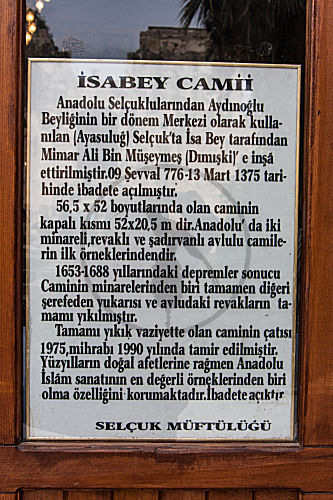 İSABEY CAMİİ
Anadolu Selçuklularından Aydınoğlu
Beyliğinin bir dönem Merkezi olarak kulla-
nılan (Ayasuluğ) Selçuk'ta İsa Bey tarafından
Mimar Ali Bin Müşeymeş (Dımışki)' e inşâ
ettirilmiştir.09 Şevval 776-13 Mart 1375 tari-
hinde ibadete açılmıştır.
56,5 x 52 boyutlarında olan caminin
kapalı kısmı 52x20,5 m dir.Anadolu' da iki
minareli,revaklı ve şadırvanlı avlulu camile-
rin ilk örneklerindendir.
1653-1688 yıllarındaki depremler sonucu
Caminin minarelerinden biri tamamen diğeri
şerefeden yukarısı ve avludaki revakların ta-
mamı yıkılmıştır.
Tamamı yıkık vaziyette olan caminin çatısı
1975,mihrabı 1990 yılında tamir edilmiştir.
Yüzyılların doğal afetlerine rağmen Anadolu
İslâm sanatının en değerli örneklerinden biri
olma özelliğini korumaktadır.İbadete açıktır
SELÇUK MÜFTÜLÜĞÜ